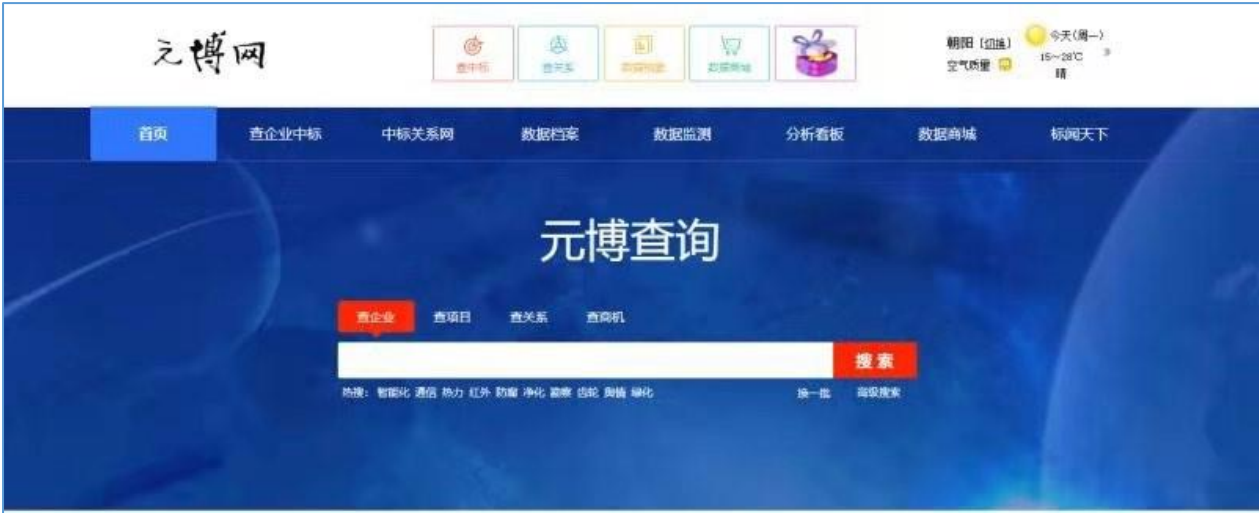 元博网
查中标 查关系 数据档案 数据商城
朝阳 [切换] 今天(周一)
空气质量 15~28℃
晴
首页 查企业中标 中标关系网 数据档案 数据监测 分析看板 数据商城 标闻天下
元博查询
查企业 查项目 查关系 查商机
搜索
热搜: 智能化 通信 热力 红外 防腐 净化 勘察 齿轮 舆情 绿化 换一批 高级搜索